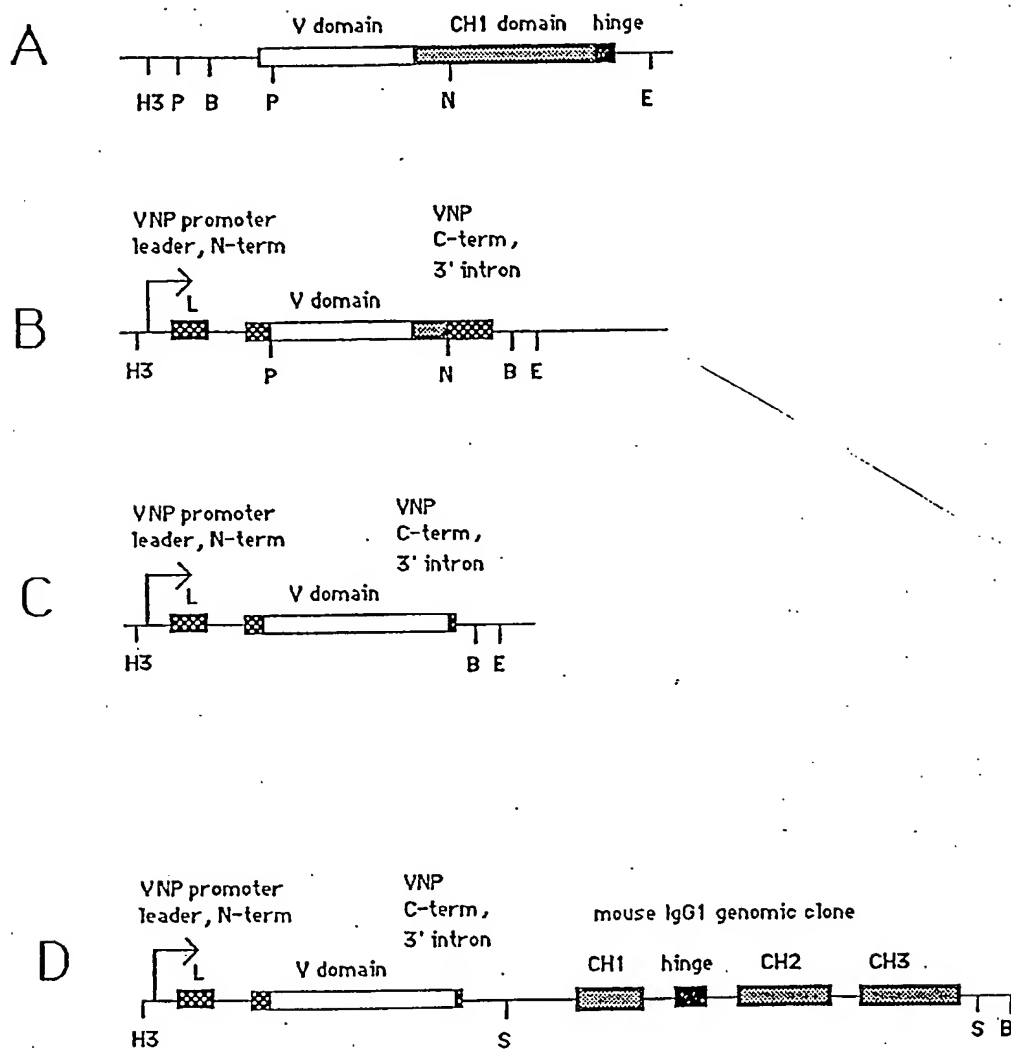 A
V domain CH1 domain hinge
H3 P B P N E
B
VNP promoter
leader, N-term
VNP
C-term,
3' intron
L
V domain
H3 P N B E
C
VNP promoter
leader, N-term
VNP
C-term,
3' intron
L
V domain
H3 B E
D
VNP promoter
leader, N-term
VNP
C-term,
3' intron
mouse IgG1 genomic clone
L
V domain
CH1 hinge CH2 CH3
H3 S S B